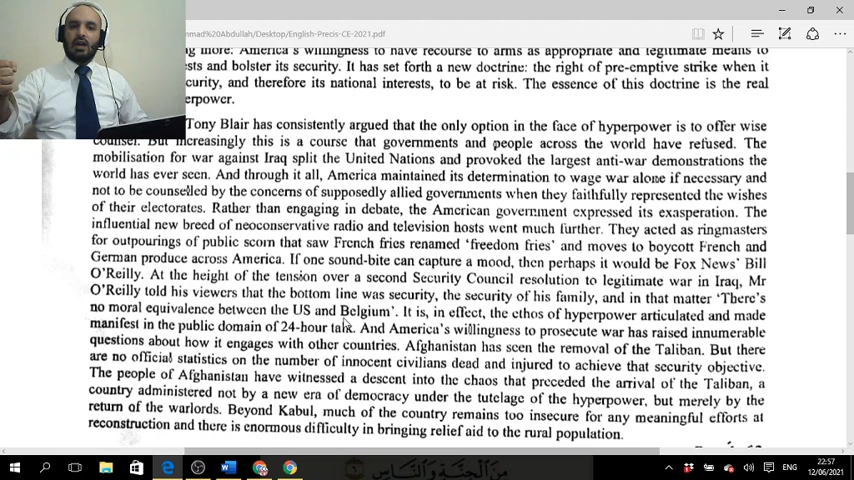 mmad%20Abdullah/Desktop/English-Precis-CE-2021.pdf
ng more: America's willingness to have recourse to arms as appropriate and legitimate means to
sts and bolster its security. It has set forth a new doctrine: the right of pre-emptive strike when it
curity, and therefore its national interests, to be at risk. The essence of this doctrine is the real
erpower.
Tony Blair has consistently argued that the only option in the face of hyperpower is to offer wise
counsel. But increasingly this is a course that governments and people across the world have refused. The
mobilisation for war against Iraq split the United Nations and provoked the largest anti-war demonstrations the
world has ever seen. And through it all, America maintained its determination to wage war alone if necessary and
not to be counselled by the concerns of supposedly allied governments when they faithfully represented the wishes
of their electorates. Rather than engaging in debate, the American government expressed its exasperation. The
influential new breed of neoconservative radio and television hosts went much further. They acted as ringmasters
for outpourings of public scorn that saw French fries renamed 'freedom fries' and moves to boycott French and
German produce across America. If one sound-bite can capture a mood, then perhaps it would be Fox News' Bill
O'Reilly. At the height of the tension over a second Security Council resolution to legitimate war in Iraq, Mr
O'Reilly told his viewers that the bottom line was security, the security of his family, and in that matter 'There's
no moral equivalence between the US and Belgium'. It is, in effect, the ethos of hyperpower articulated and made
manifest in the public domain of 24-hour talk. And America's willingness to prosecute war has raised innumerable
questions about how it engages with other countries. Afghanistan has seen the removal of the Taliban. But there
are no official statistics on the number of innocent civilians dead and injured to achieve that security objective.
The people of Afghanistan have witnessed a descent into the chaos that preceded the arrival of the Taliban, a
country administered not by a new era of democracy under the tutelage of the hyperpower, but merely by the
return of the warlords. Beyond Kabul, much of the country remains too insecure for any meaningful efforts at
reconstruction and there is enormous difficulty in bringing relief aid to the rural population.
مِنَ الْجِنَّةِ وَالنَّاسِ
ENG
22:57
12/06/2021